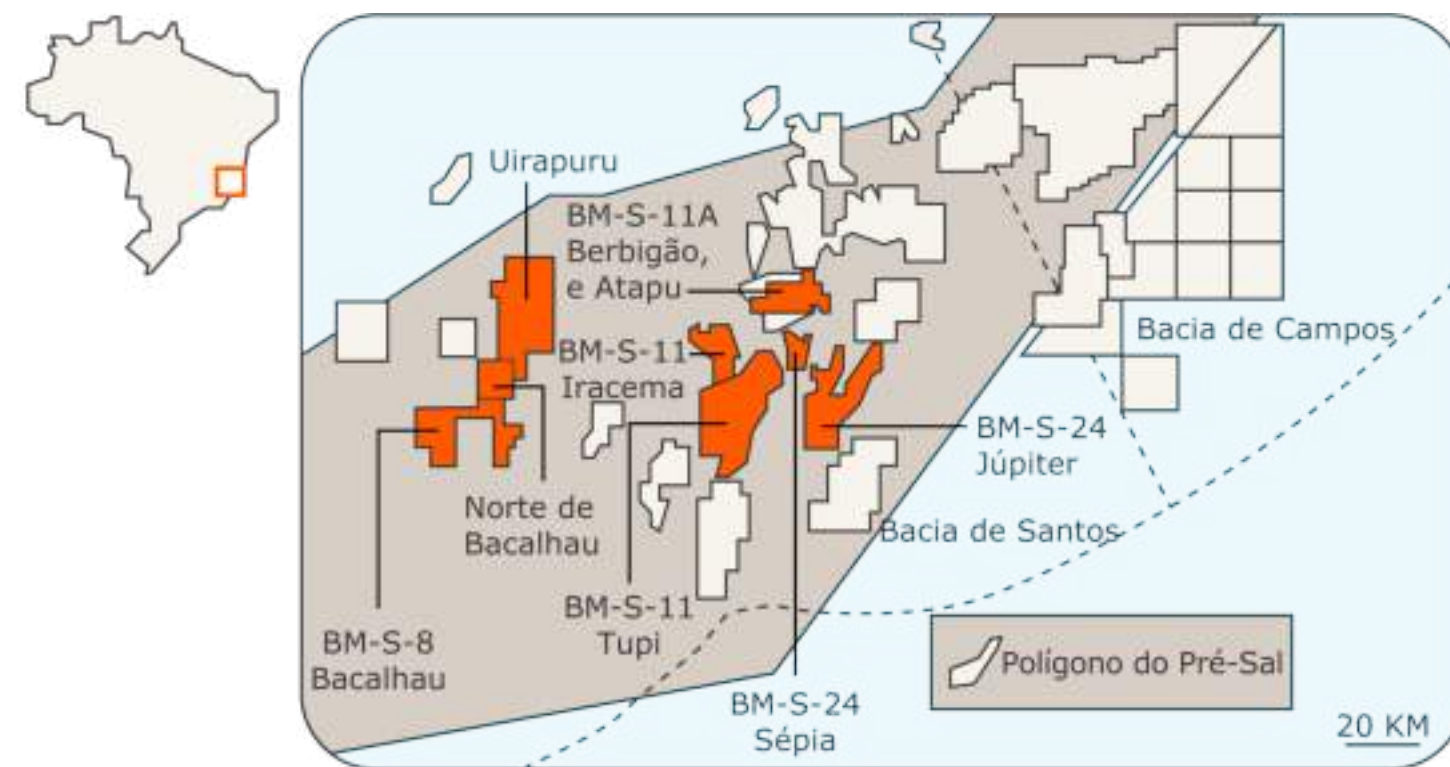 Uirapuru
BM-S-11A
Berbigão,
e Atapu
BM-S-11
Iracema
Bacia de Campos
BM-S-24
Júpiter
Norte de
Bacalhau
Bacia de Santos
BM-S-11
Tupi
BM-S-8
Bacalhau
Polígono do Pré-Sal
BM-S-24
Sépia
20 KM